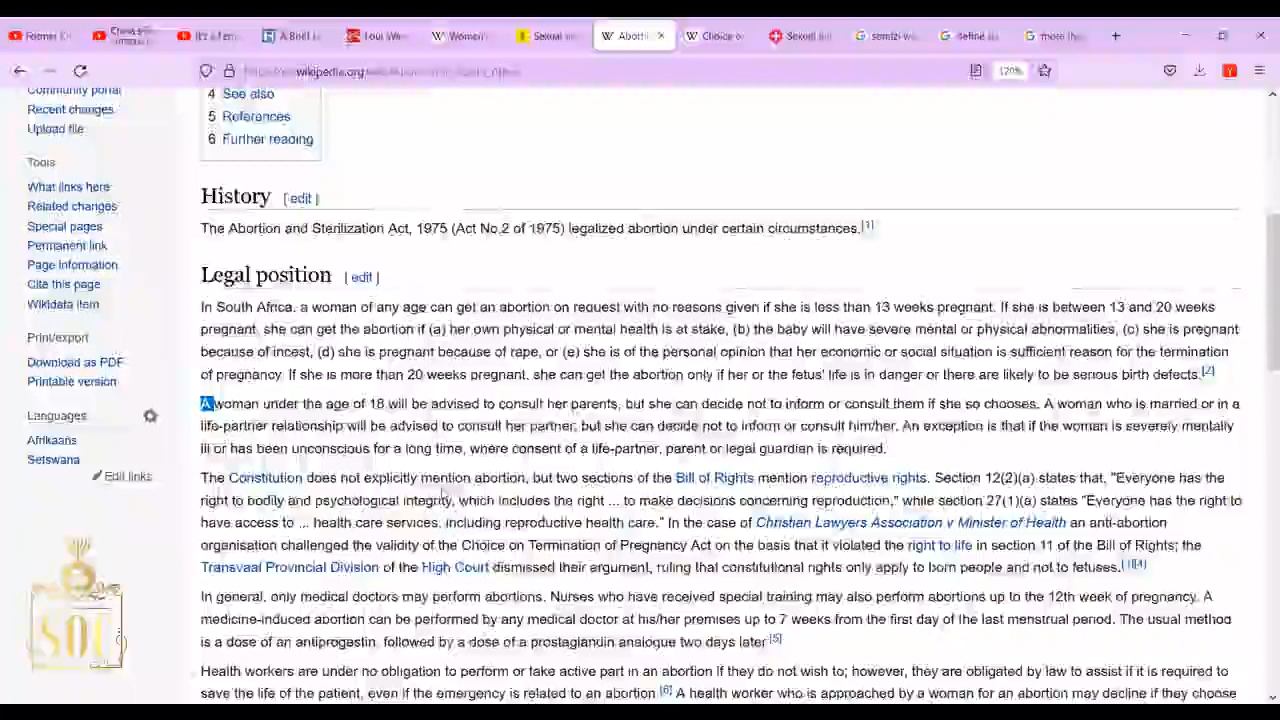 Women
Sexual
Aborti
Choice o
Sexual
A Brief
define
more the
wikipedia.org
120%
Community portal
Recent changes
Upload file
Tools
What links here
Related changes
Special pages
Permanent link
Page information
Cite this page
Wikidata item
Print/export
Download as PDF
Printable version
Languages
Afrikaans
Setswana
Edit links
4 See also
5 References
6 Further reading
History [ edit ]
The Abortion and Sterilization Act, 1975 (Act No.2 of 1975) legalized abortion under certain circumstances.[1]
Legal position [ edit ]
In South Africa, a woman of any age can get an abortion on request with no reasons given if she is less than 13 weeks pregnant. If she is between 13 and 20 weeks
pregnant, she can get the abortion if (a) her own physical or mental health is at stake, (b) the baby will have severe mental or physical abnormalities, (c) she is pregnant
because of incest, (d) she is pregnant because of rape, or (e) she is of the personal opinion that her economic or social situation is sufficient reason for the termination
of pregnancy. If she is more than 20 weeks pregnant, she can get the abortion only if her or the fetus' life is in danger or there are likely to be serious birth defects.[2]
A woman under the age of 18 will be advised to consult her parents, but she can decide not to inform or consult them if she so chooses. A woman who is married or in a
life-partner relationship will be advised to consult her partner, but she can decide not to inform or consult him/her. An exception is that if the woman is severely mentally
ill or has been unconscious for a long time, where consent of a life-partner, parent or legal guardian is required.
The Constitution does not explicitly mention abortion, but two sections of the Bill of Rights mention reproductive rights. Section 12(2)(a) states that, "Everyone has the
right to bodily and psychological integrity, which includes the right ... to make decisions concerning reproduction," while section 27(1)(a) states "Everyone has the right to
have access to ... health care services, including reproductive health care." In the case of Christian Lawyers Association v Minister of Health an anti-abortion
organisation challenged the validity of the Choice on Termination of Pregnancy Act on the basis that it violated the right to life in section 11 of the Bill of Rights; the
Transvaal Provincial Division of the High Court dismissed their argument, ruling that constitutional rights only apply to born people and not to fetuses.[3][4]
In general, only medical doctors may perform abortions. Nurses who have received special training may also perform abortions up to the 12th week of pregnancy. A
medicine-induced abortion can be performed by any medical doctor at his/her premises up to 7 weeks from the first day of the last menstrual period. The usual method
is a dose of an antiprogestin, followed by a dose of a prostaglandin analogue two days later.[5]
Health workers are under no obligation to perform or take active part in an abortion if they do not wish to; however, they are obligated by law to assist if it is required to
save the life of the patient, even if the emergency is related to an abortion.[6] A health worker who is approached by a woman for an abortion may decline if they choose
SOC